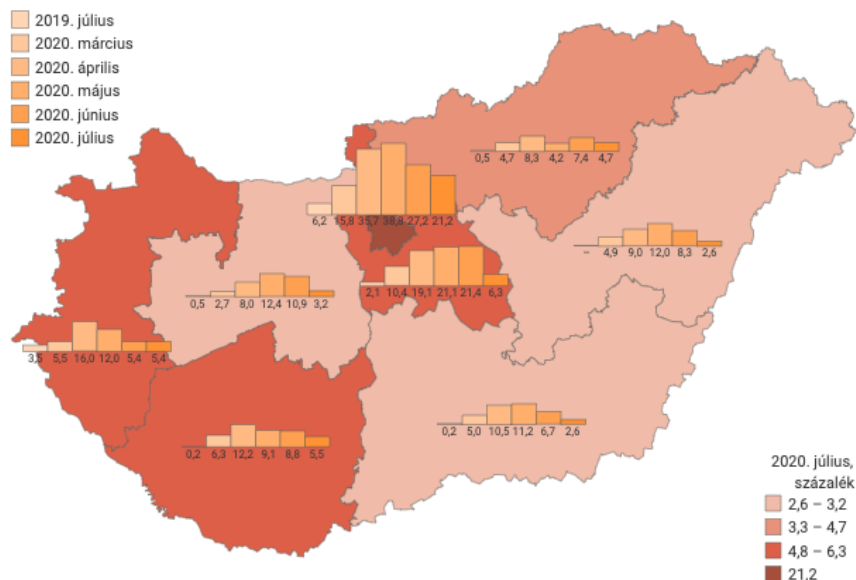 2019. július
2020. március
2020. április
2020. május
2020. június
2020. július
0,5 4,7 8,3 4,2 7,4 4,7
6,2 15,8 35,7 38,8 27,2 21,2
– 4,9 9,0 12,0 8,3 2,6
2,1 10,4 19,1 21,1 21,4 6,3
0,5 2,7 8,0 12,4 10,9 3,2
3,5 5,5 16,0 12,0 5,4 5,4
0,2 5,0 10,5 11,2 6,7 2,6
0,2 6,3 12,2 9,1 8,8 5,5
2020. július,
százalék
2,6 – 3,2
3,3 – 4,7
4,8 – 6,3
21,2